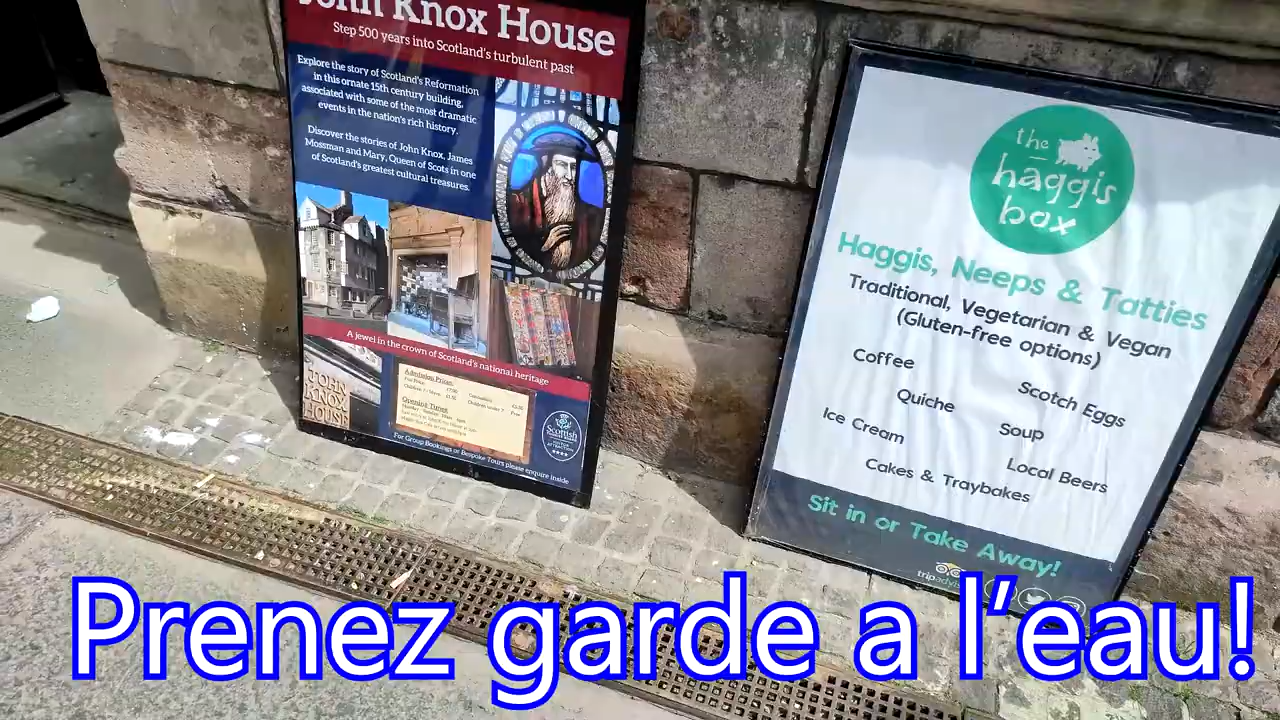 John Knox House
Step 500 years into Scotland's turbulent past
Explore the story of Scotland's Reformation
in this ornate 15th century building,
associated with some of the most dramatic
events in the nation's rich history.
Discover the stories of John Knox, James
Mossman and Mary, Queen of Scots in one
of Scotland's greatest cultural treasures.
A jewel in the crown of Scotland's national heritage
JOHN
KNOX
HOUSE
Admission Prices
Opening Times
Scottish
For Group Bookings or Bespoke Tours please enquire inside
the
haggis
box
Haggis, Neeps & Tatties
Traditional, Vegetarian & Vegan
(Gluten-free options)
Coffee
Scotch Eggs
Quiche
Soup
Ice Cream
Local Beers
Cakes & Traybakes
Sit in or Take Away!
Prenez garde a l’eau!